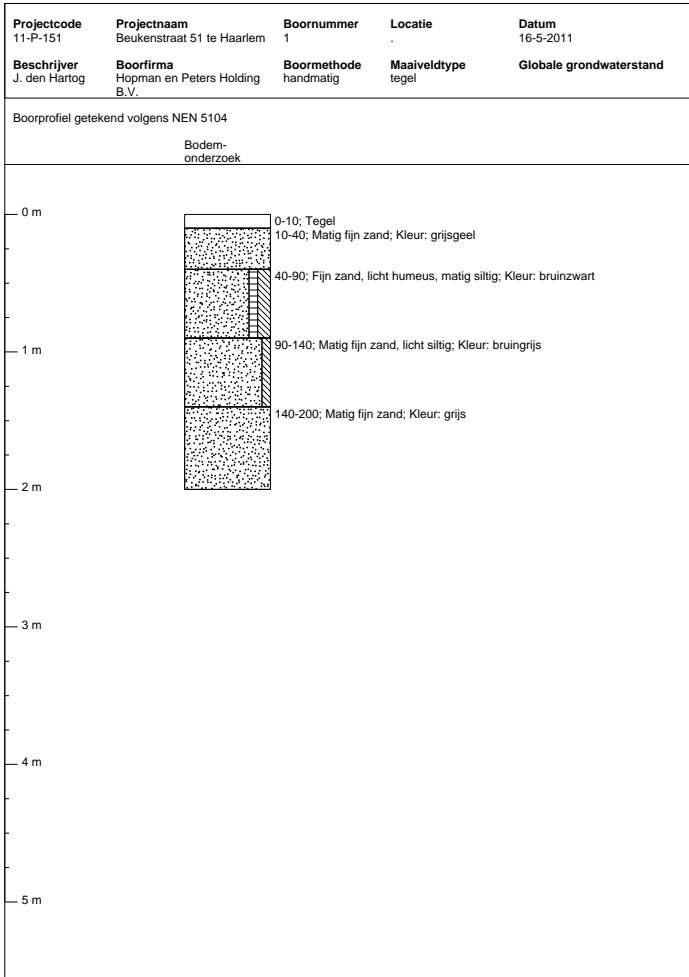 Projectcode Projectnaam Boornummer Locatie Datum
11-P-151 Beukenstraat 51 te Haarlem 1 . 16-5-2011
Beschrijver Boorfirma Boormethode Maaiveldtype Globale grondwaterstand
J. den Hartog Hopman en Peters Holding handmatig tegel
B.V.
Boorprofiel getekend volgens NEN 5104
Bodem-
onderzoek
0 m
0-10; Tegel
10-40; Matig fijn zand; Kleur: grijsgeel
40-90; Fijn zand, licht humeus, matig siltig; Kleur: bruinzwart
1 m
90-140; Matig fijn zand, licht siltig; Kleur: bruingrijs
140-200; Matig fijn zand; Kleur: grijs
2 m
3 m
4 m
5 m